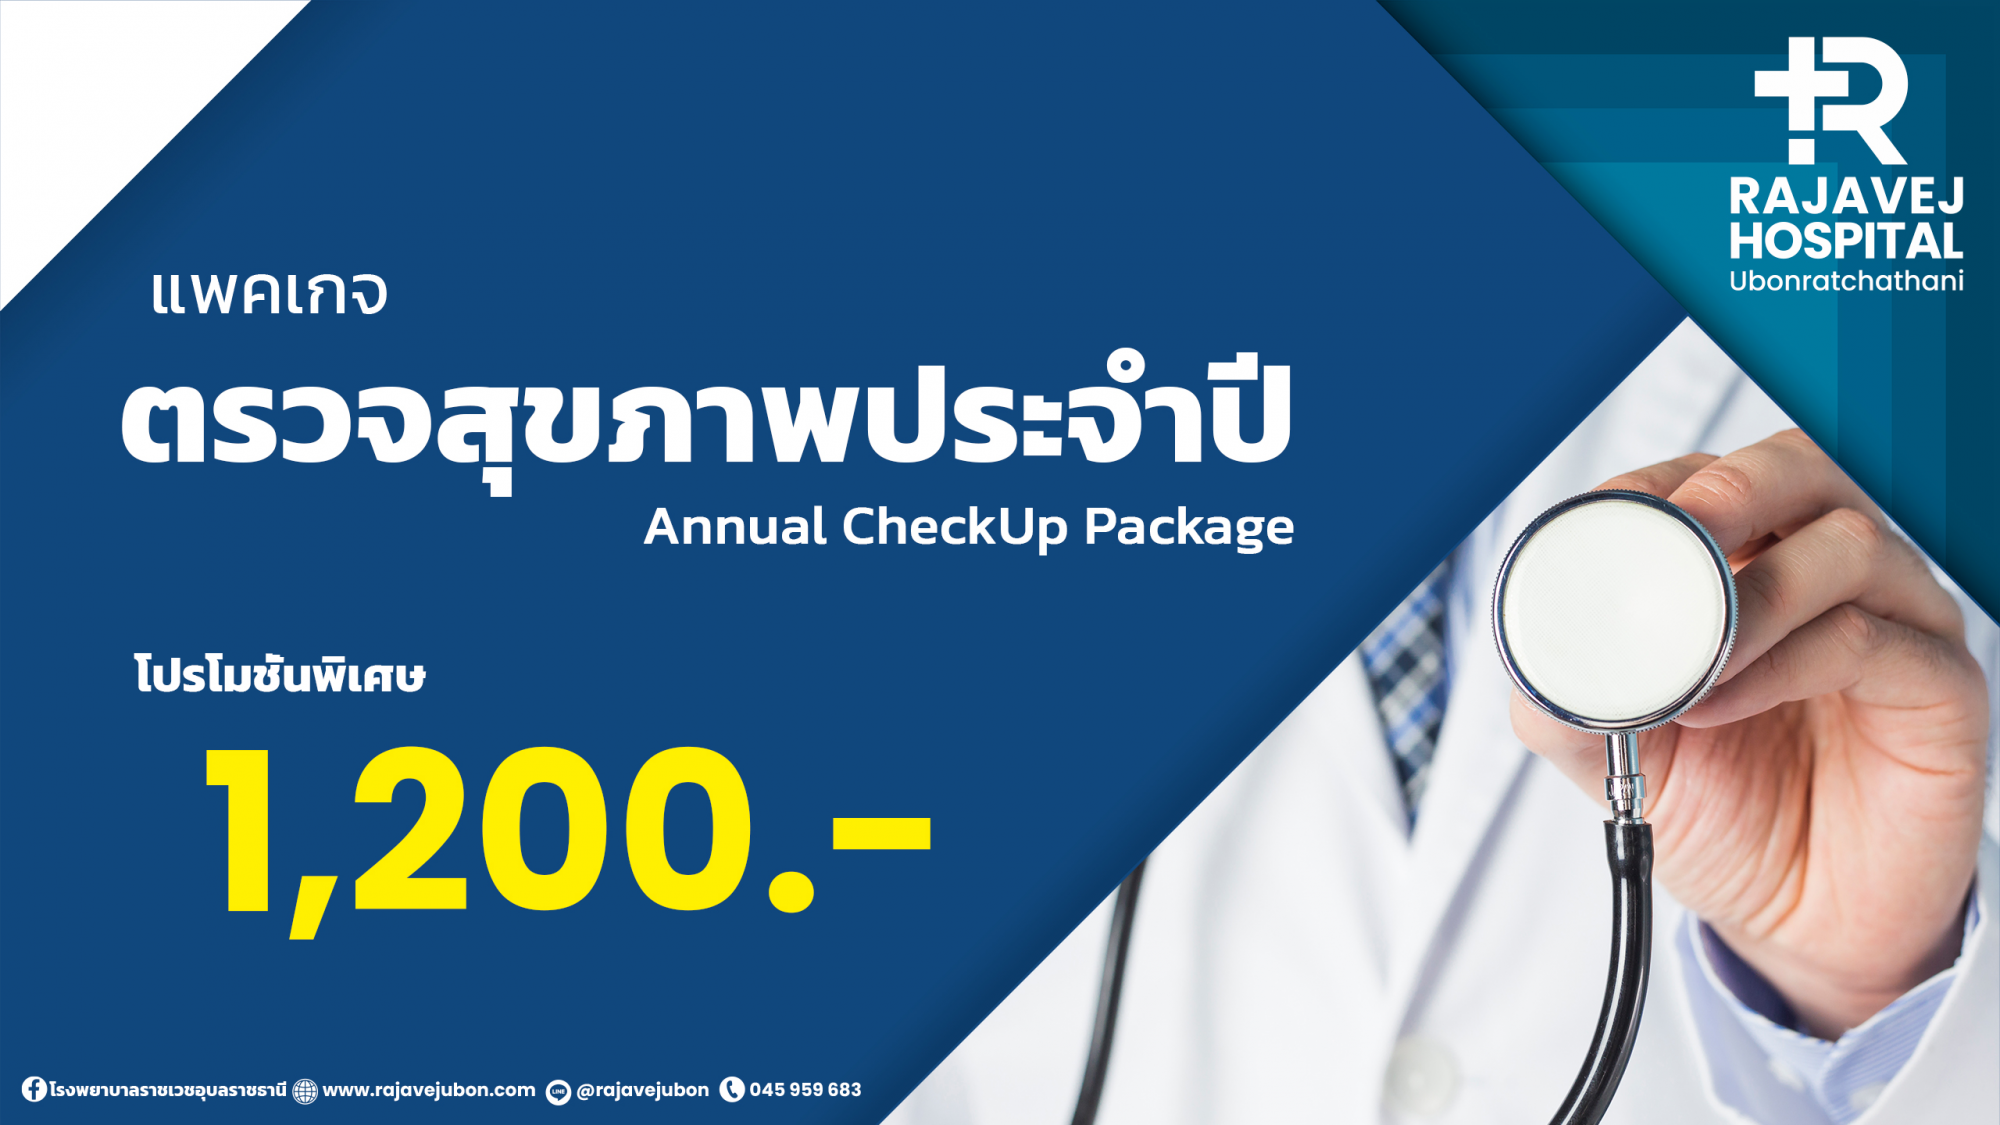 RAJAVEJ
HOSPITAL
Ubonratchathani
แพคเกจ
ตรวจสุขภาพประจำปี
Annual CheckUp Package
โปรโมชั่นพิเศษ
1,200.-
โรงพยาบาลราชเวชอุบลราชธานี www.rajavejubon.com LINE @rajavejubon 045 959 683